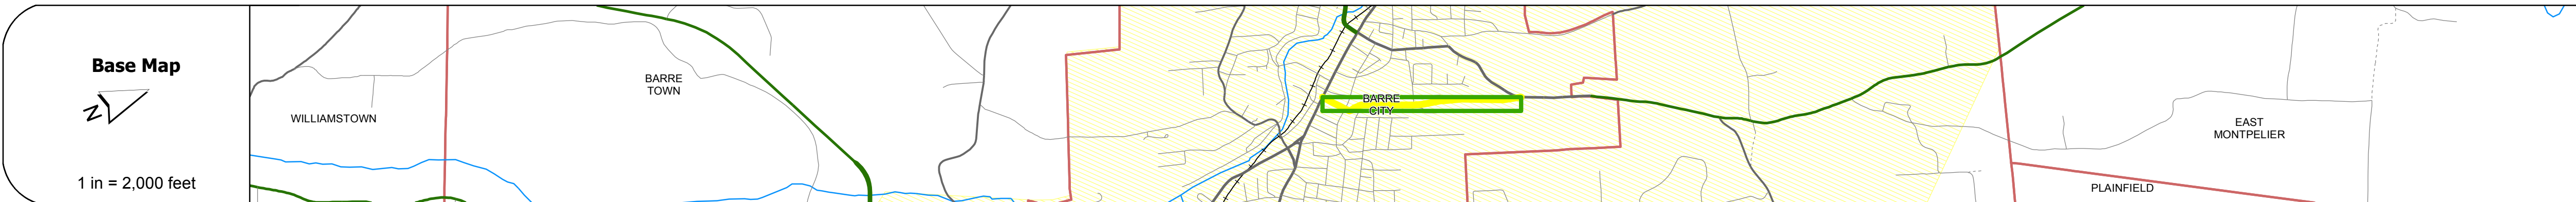 Base Map
N
1 in = 2,000 feet
WILLIAMSTOWN
BARRE
TOWN
BARRE
CITY
EAST
MONTPELIER
PLAINFIELD